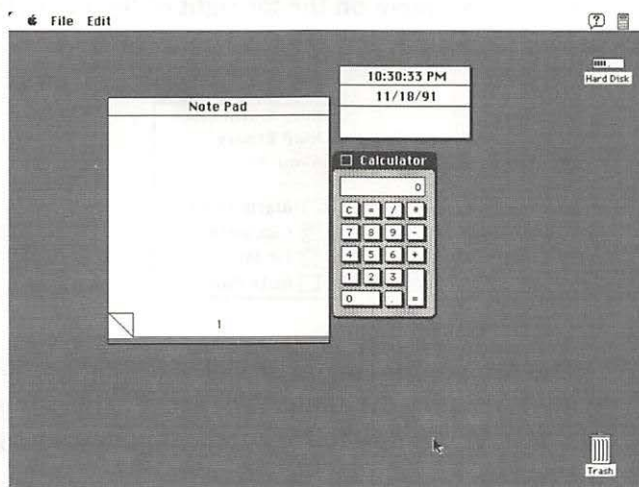 File Edit
?
Hard Disk
10:30:33 PM
11/18/91
Note Pad
1
Calculator
0
C = / *
7 8 9 -
4 5 6 +
1 2 3
0 . =
Trash